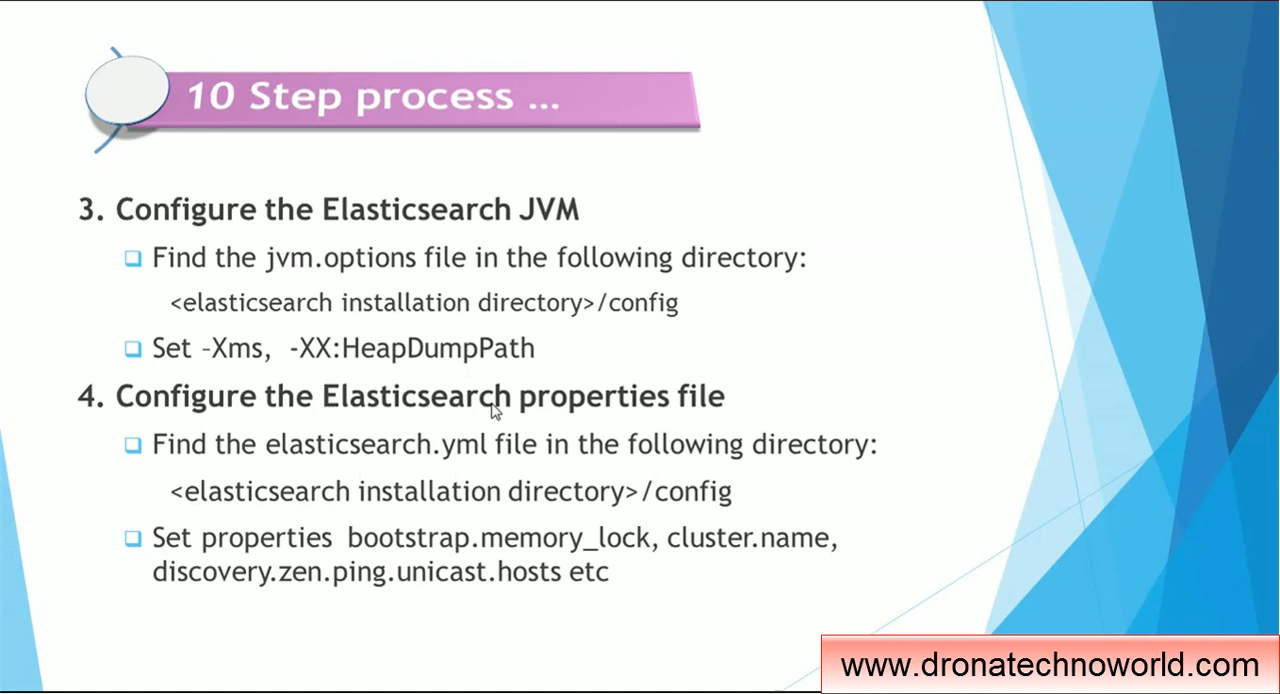 10 Step process ...
3. Configure the Elasticsearch JVM
Find the jvm.options file in the following directory:
<elasticsearch installation directory>/config
Set –Xms, -XX:HeapDumpPath
4. Configure the Elasticsearch properties file
Find the elasticsearch.yml file in the following directory:
<elasticsearch installation directory>/config
Set properties bootstrap.memory_lock, cluster.name,
discovery.zen.ping.unicast.hosts etc
www.dronatechnoworld.com